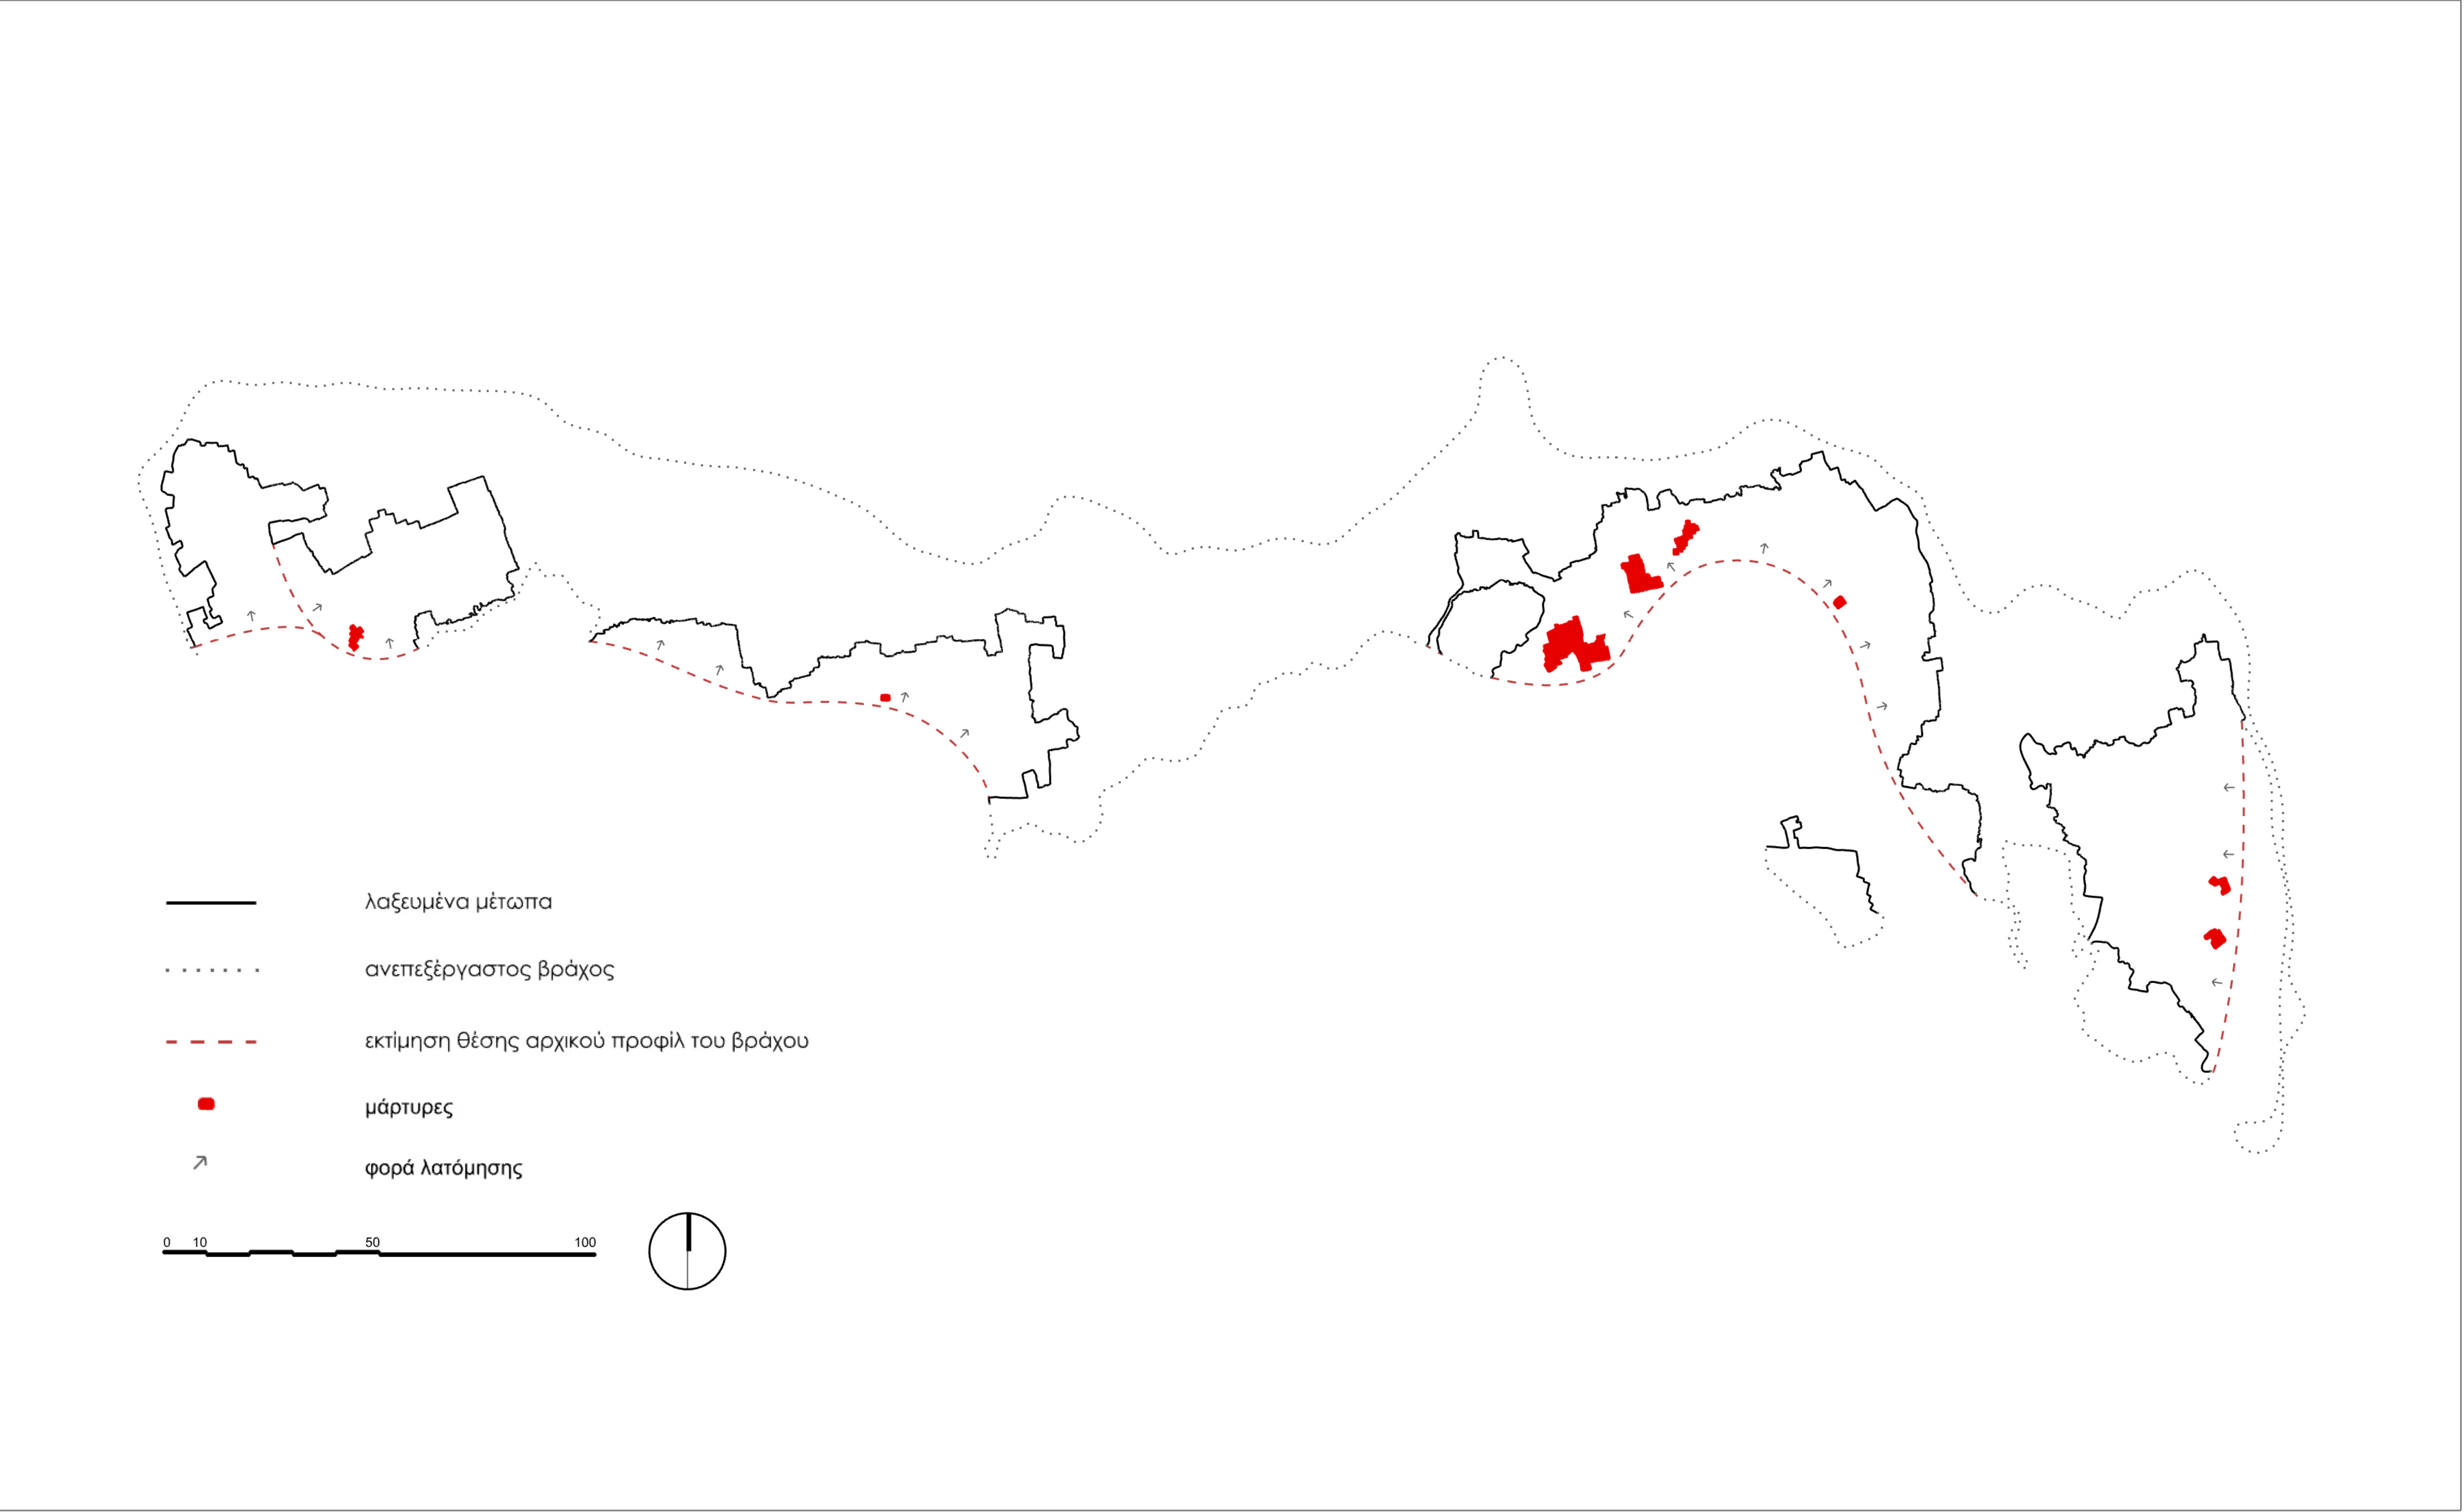 λαξευμένα μέτωπα
ανεπεξέργαστος βράχος
εκτίμηση θέσης αρχικού προφίλ του βράχου
μάρτυρες
φορά λατόμησης
0 10 50 100